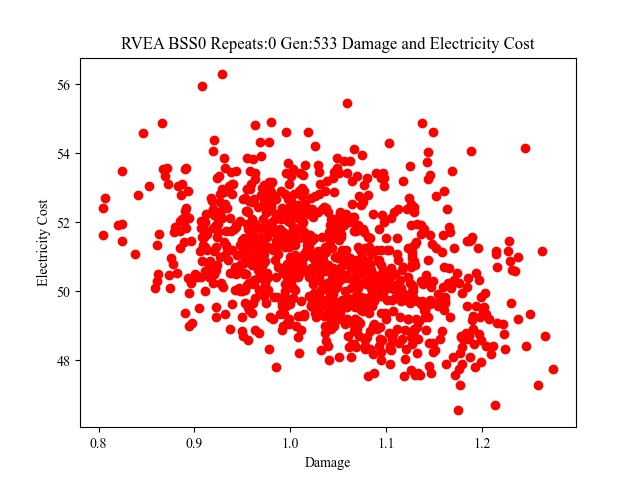 RVEA BSS0 Repeats:0 Gen:533 Damage and Electricity Cost
56
54
52
50
48
Electricity Cost
0.8 0.9 1.0 1.1 1.2
Damage